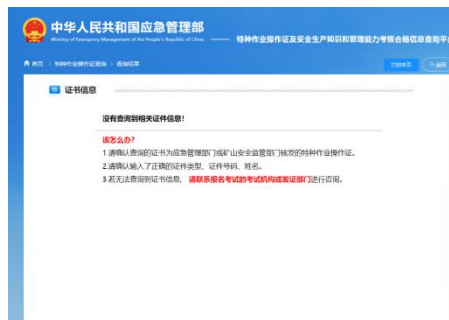 中华人民共和国应急管理部
Ministry of Emergency Management of the People's Republic of China
特种作业操作证及安全生产知识和管理能力考核合格信息查询平
首页 > 特种作业操作证查询 > 查询结果
打印本页
返回
证书信息
没有查询到相关证件信息!
该怎么办?
1.请确认查询的证书为应急管理部门或矿山安全监管部门核发的特种作业操作证。
2.请确认输入了正确的证件类型、证件号码、姓名。
3.若无法查询到证书信息, 请联系报名考试的考试机构或发证部门进行咨询。